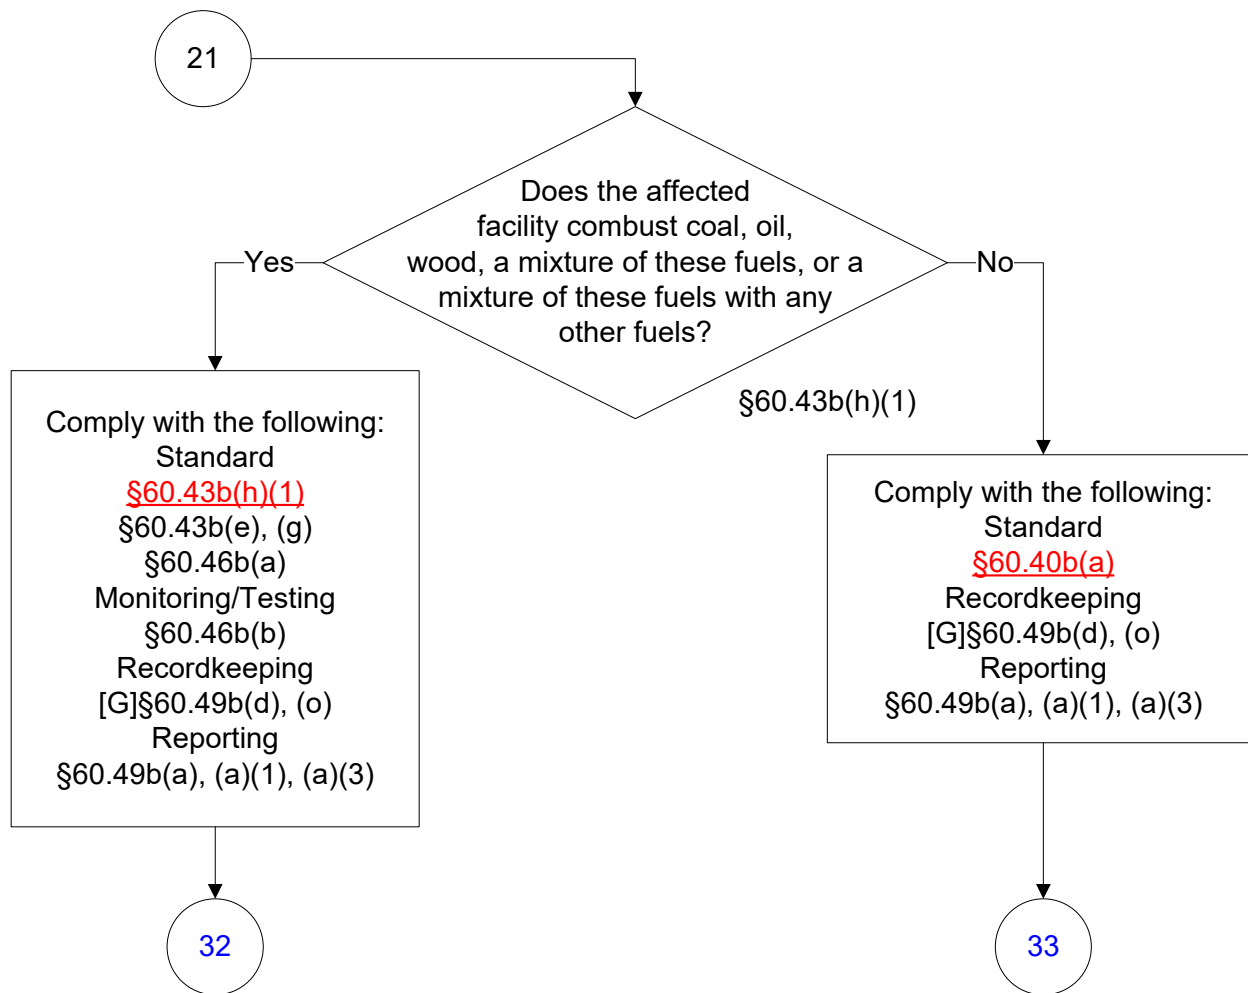 21
Does the affected
facility combust coal, oil,
wood, a mixture of these fuels, or a
mixture of these fuels with any
other fuels?
Yes
No
§60.43b(h)(1)
Comply with the following:
Standard
§60.43b(h)(1)
§60.43b(e), (g)
§60.46b(a)
Monitoring/Testing
§60.46b(b)
Recordkeeping
[G]§60.49b(d), (o)
Reporting
§60.49b(a), (a)(1), (a)(3)
Comply with the following:
Standard
§60.40b(a)
Recordkeeping
[G]§60.49b(d), (o)
Reporting
§60.49b(a), (a)(1), (a)(3)
32
33